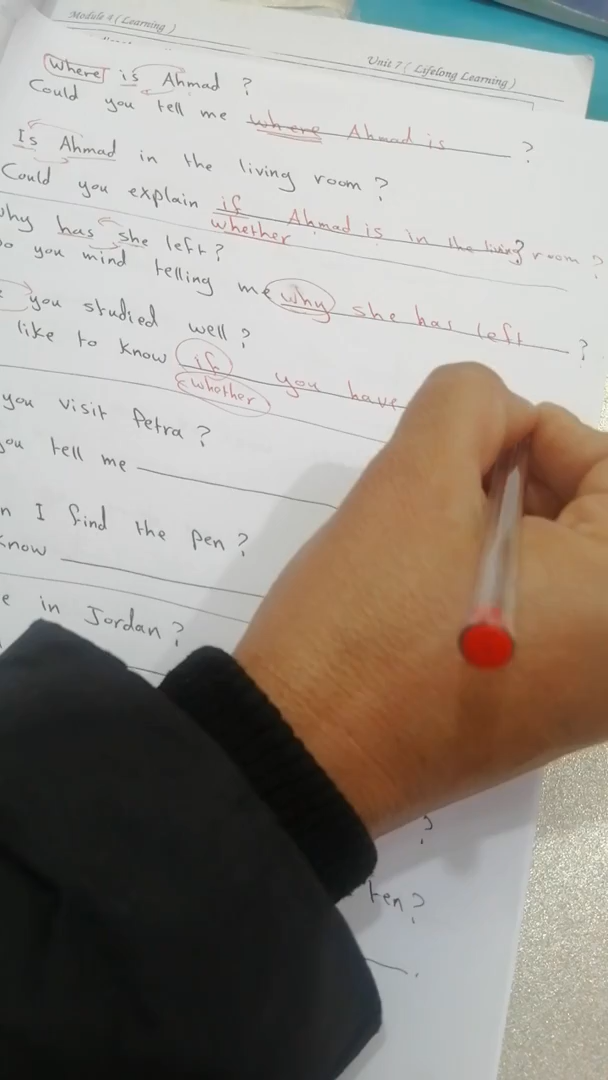 Module 4 ( Learning )
Unit 7 ( Lifelong Learning )
Where is Ahmad ?
Could you tell me where Ahmad is ?
Is Ahmad in the living room ?
Could you explain if Ahmad is in the living room ?
whether
why has she left ?
you mind telling me why she has left ?
you studied well ?
like to know if you have
whother
you visit Petra ?
you tell me
I find the pen ?
know
in Jordan ?
?
ten ?